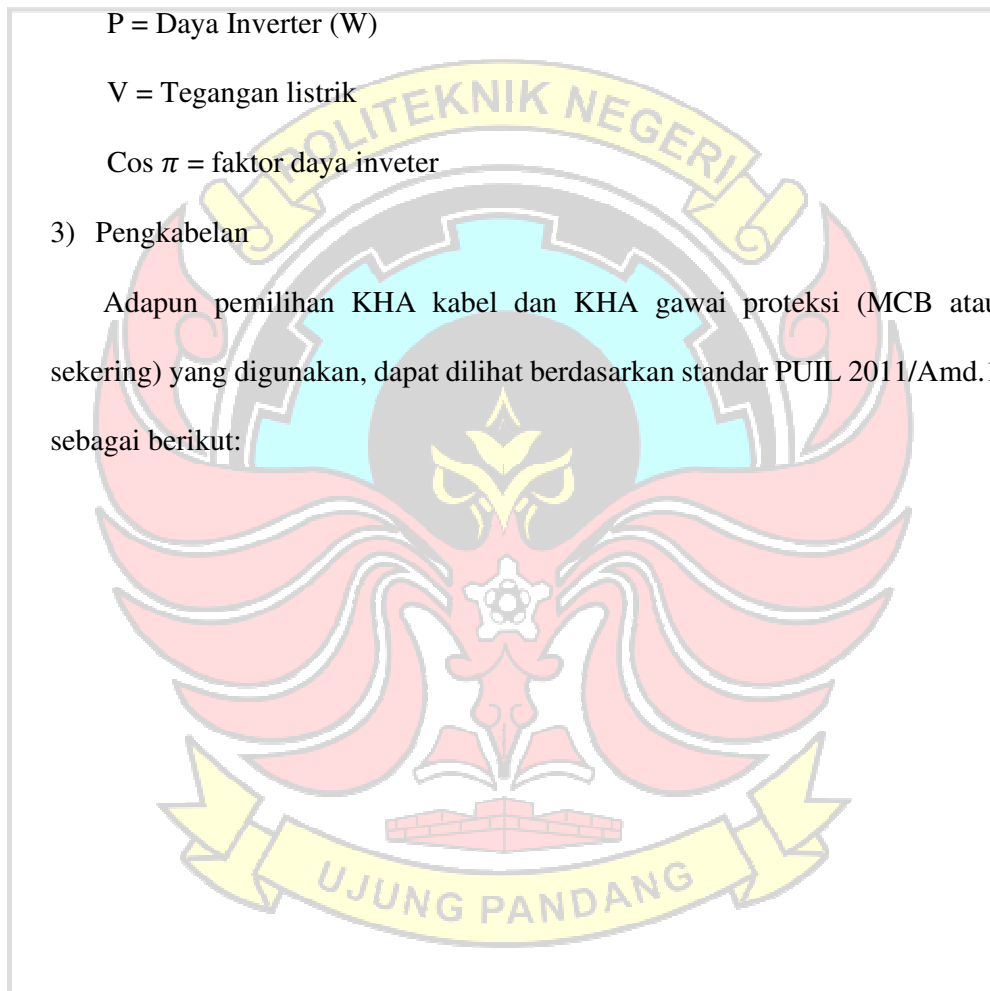 P = Daya Inverter (W)
V = Tegangan listrik
Cos π = faktor daya inveter
3) Pengkabelan
Adapun pemilihan KHA kabel dan KHA gawai proteksi (MCB atau
sekering) yang digunakan, dapat dilihat berdasarkan standar PUIL 2011/Amd.1
sebagai berikut:
POLITEKNIK NEGERI
UJUNG PANDANG